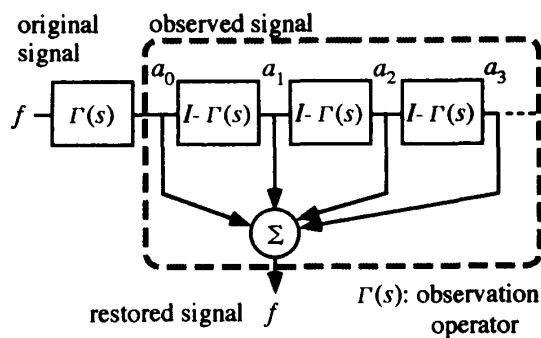 original signal
observed signal
a0 a1 a2 a3
f Γ(s) I- Γ(s) I- Γ(s) I- Γ(s)
Σ
restored signal f
Γ(s): observation
operator